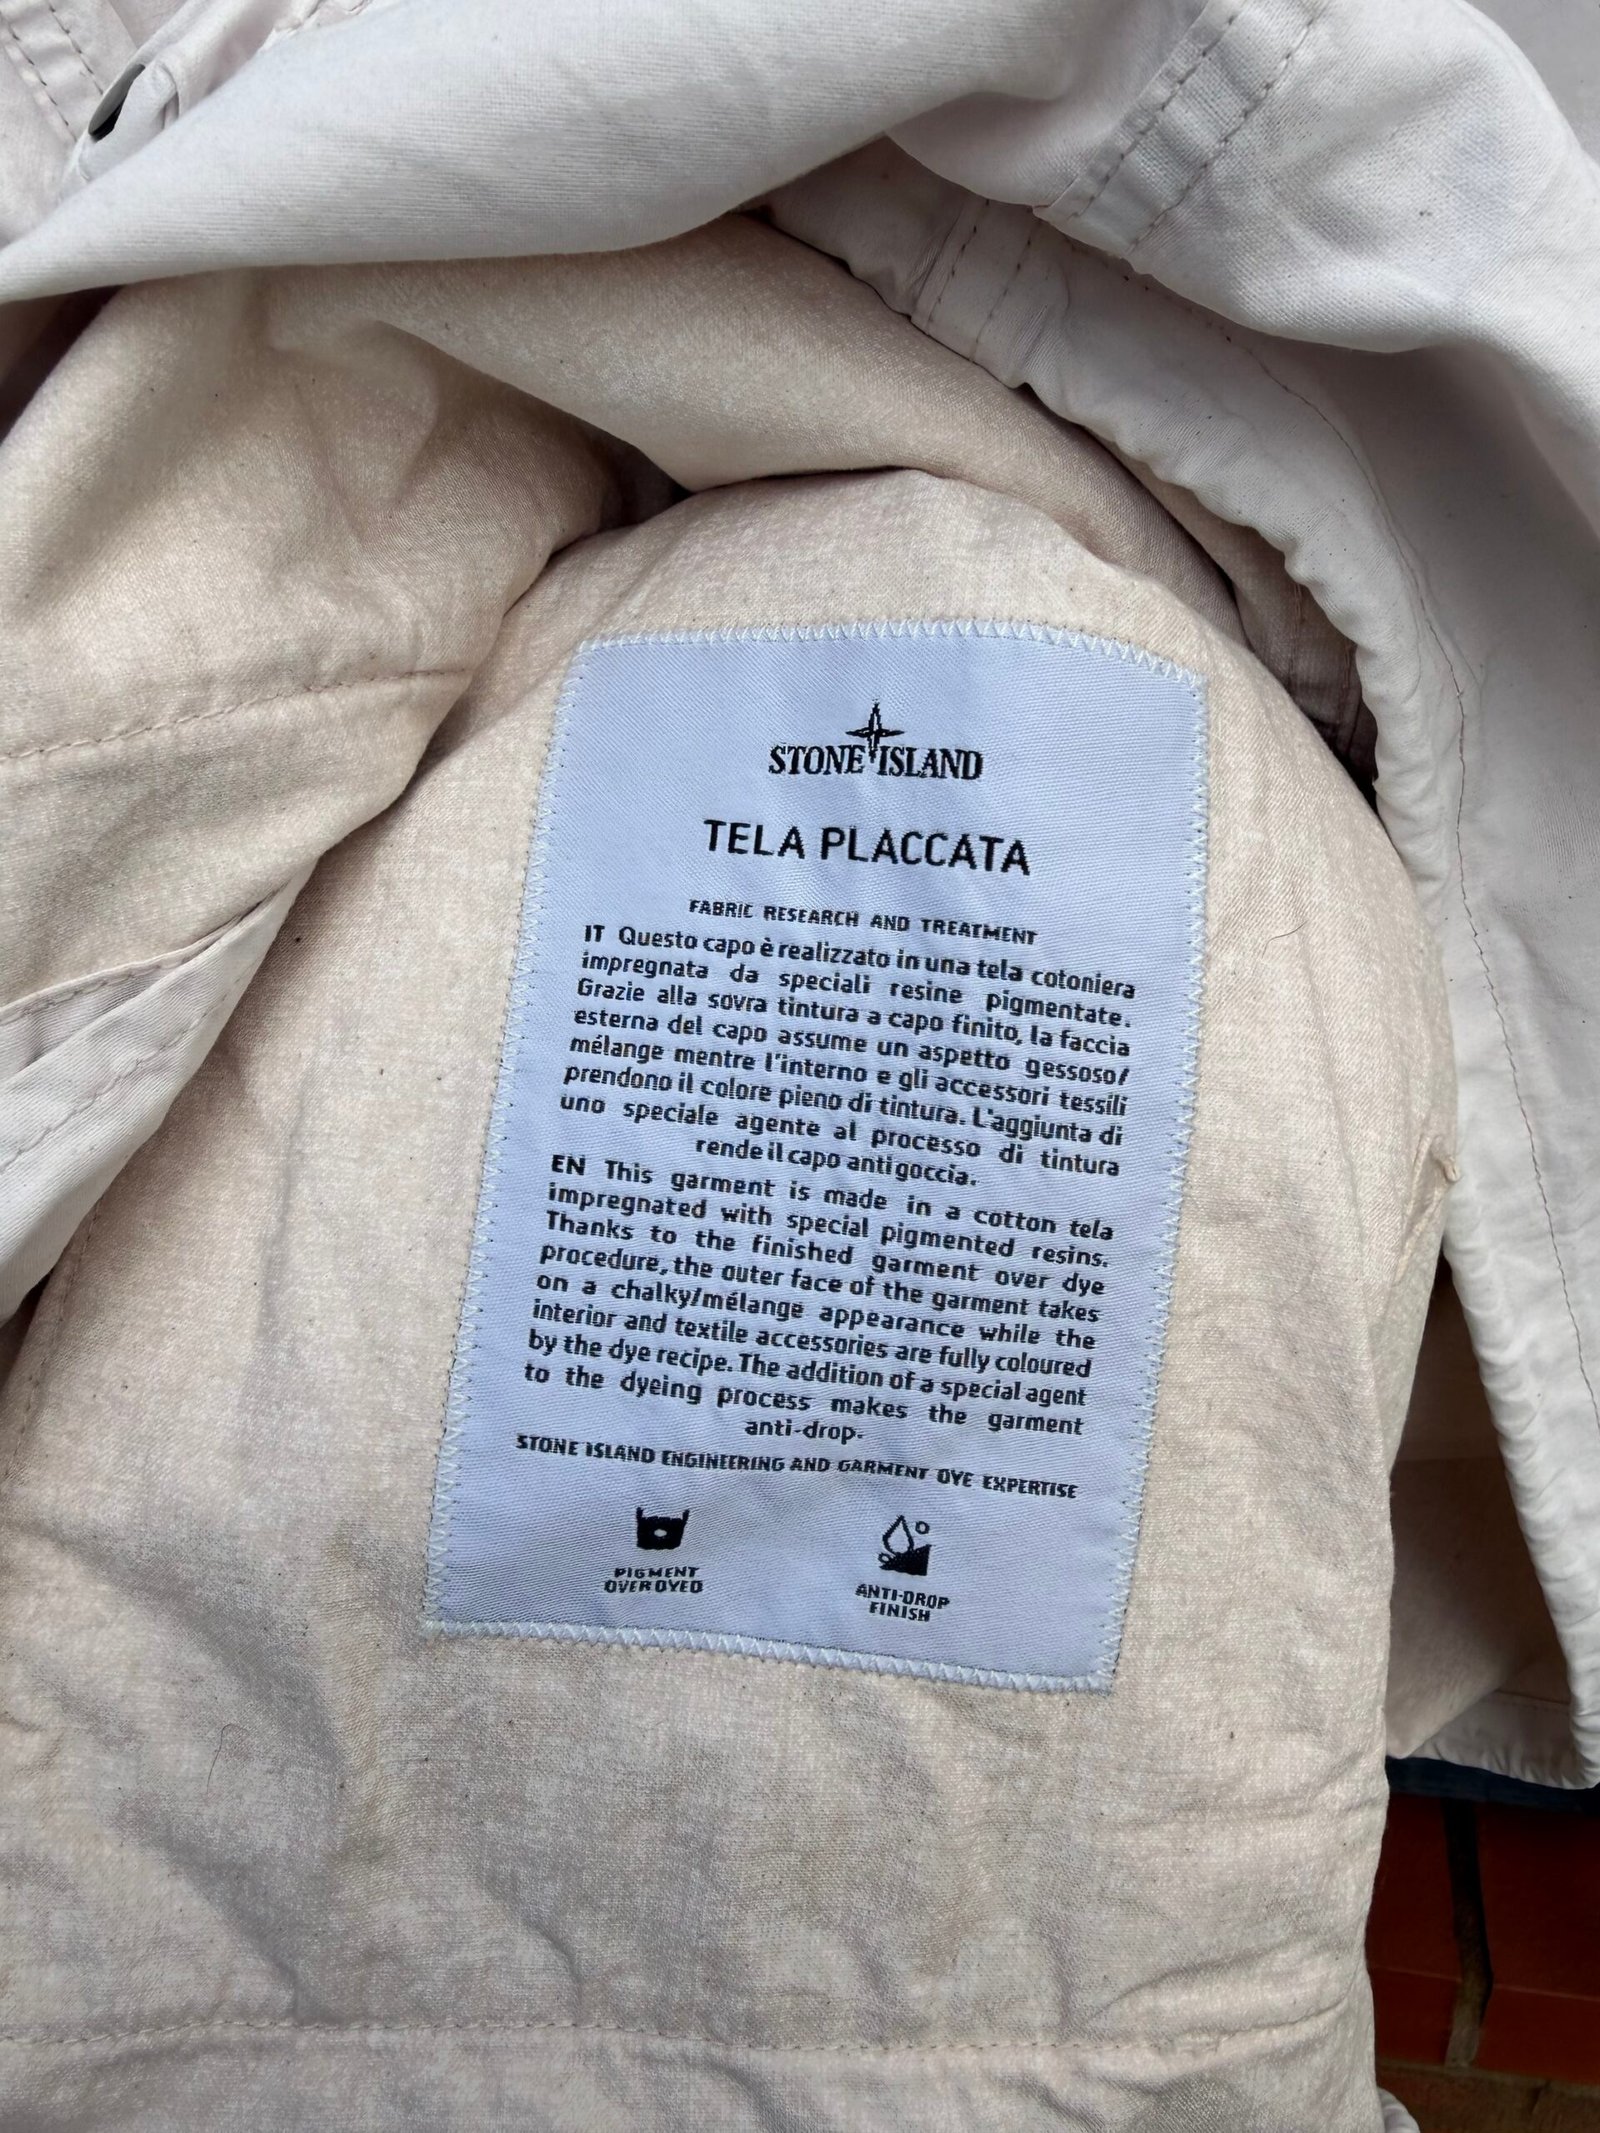 STONE ISLAND
TELA PLACCATA
FABRIC RESEARCH AND TREATMENT
IT Questo capo è realizzato in una tela cotoniera
impregnata da speciali resine pigmentate.
Grazie alla sovra tintura a capo finito, la faccia
esterna del capo assume un aspetto gessoso/
mélange mentre l'interno e gli accessori tessili
prendono il colore pieno di tintura. L'aggiunta di
uno speciale agente al processo di tintura
rende il capo antigoccia.
EN This garment is made in a cotton tela
impregnated with special pigmented resins.
Thanks to the finished garment over dye
procedure, the outer face of the garment takes
on a chalky/mélange appearance while the
interior and textile accessories are fully coloured
by the dye recipe. The addition of a special agent
to the dyeing process makes the garment
anti-drop.
STONE ISLAND ENGINEERING AND GARMENT DYE EXPERTISE
PIGMENT
OVERDYED
ANTI-DROP
FINISH